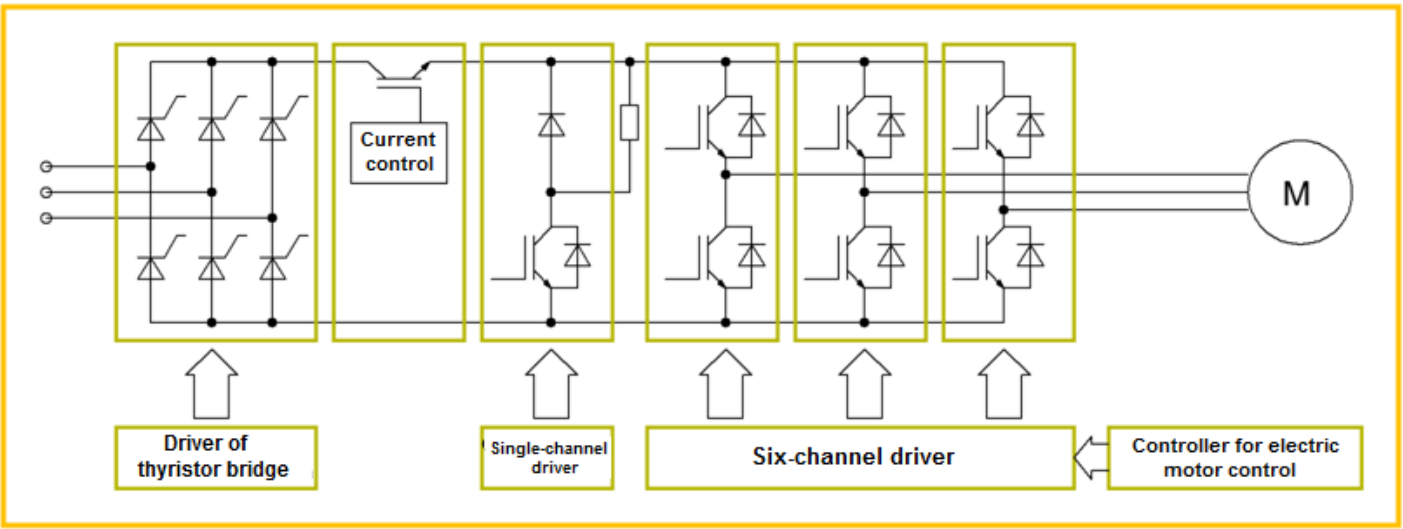 Current
control
M
Driver of
thyristor bridge
Single-channel
driver
Six-channel driver
Controller for electric
motor control